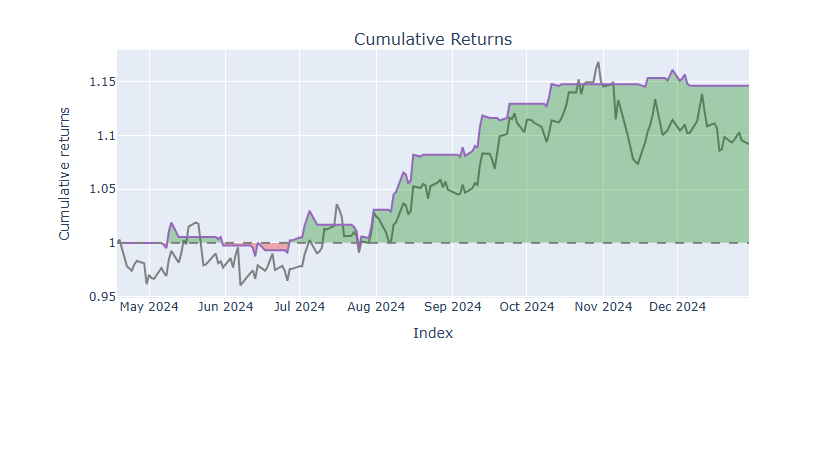 Cumulative Returns
Cumulative returns
1.15
1.1
1.05
1
0.95
May 2024 Jun 2024 Jul 2024 Aug 2024 Sep 2024 Oct 2024 Nov 2024 Dec 2024
Index